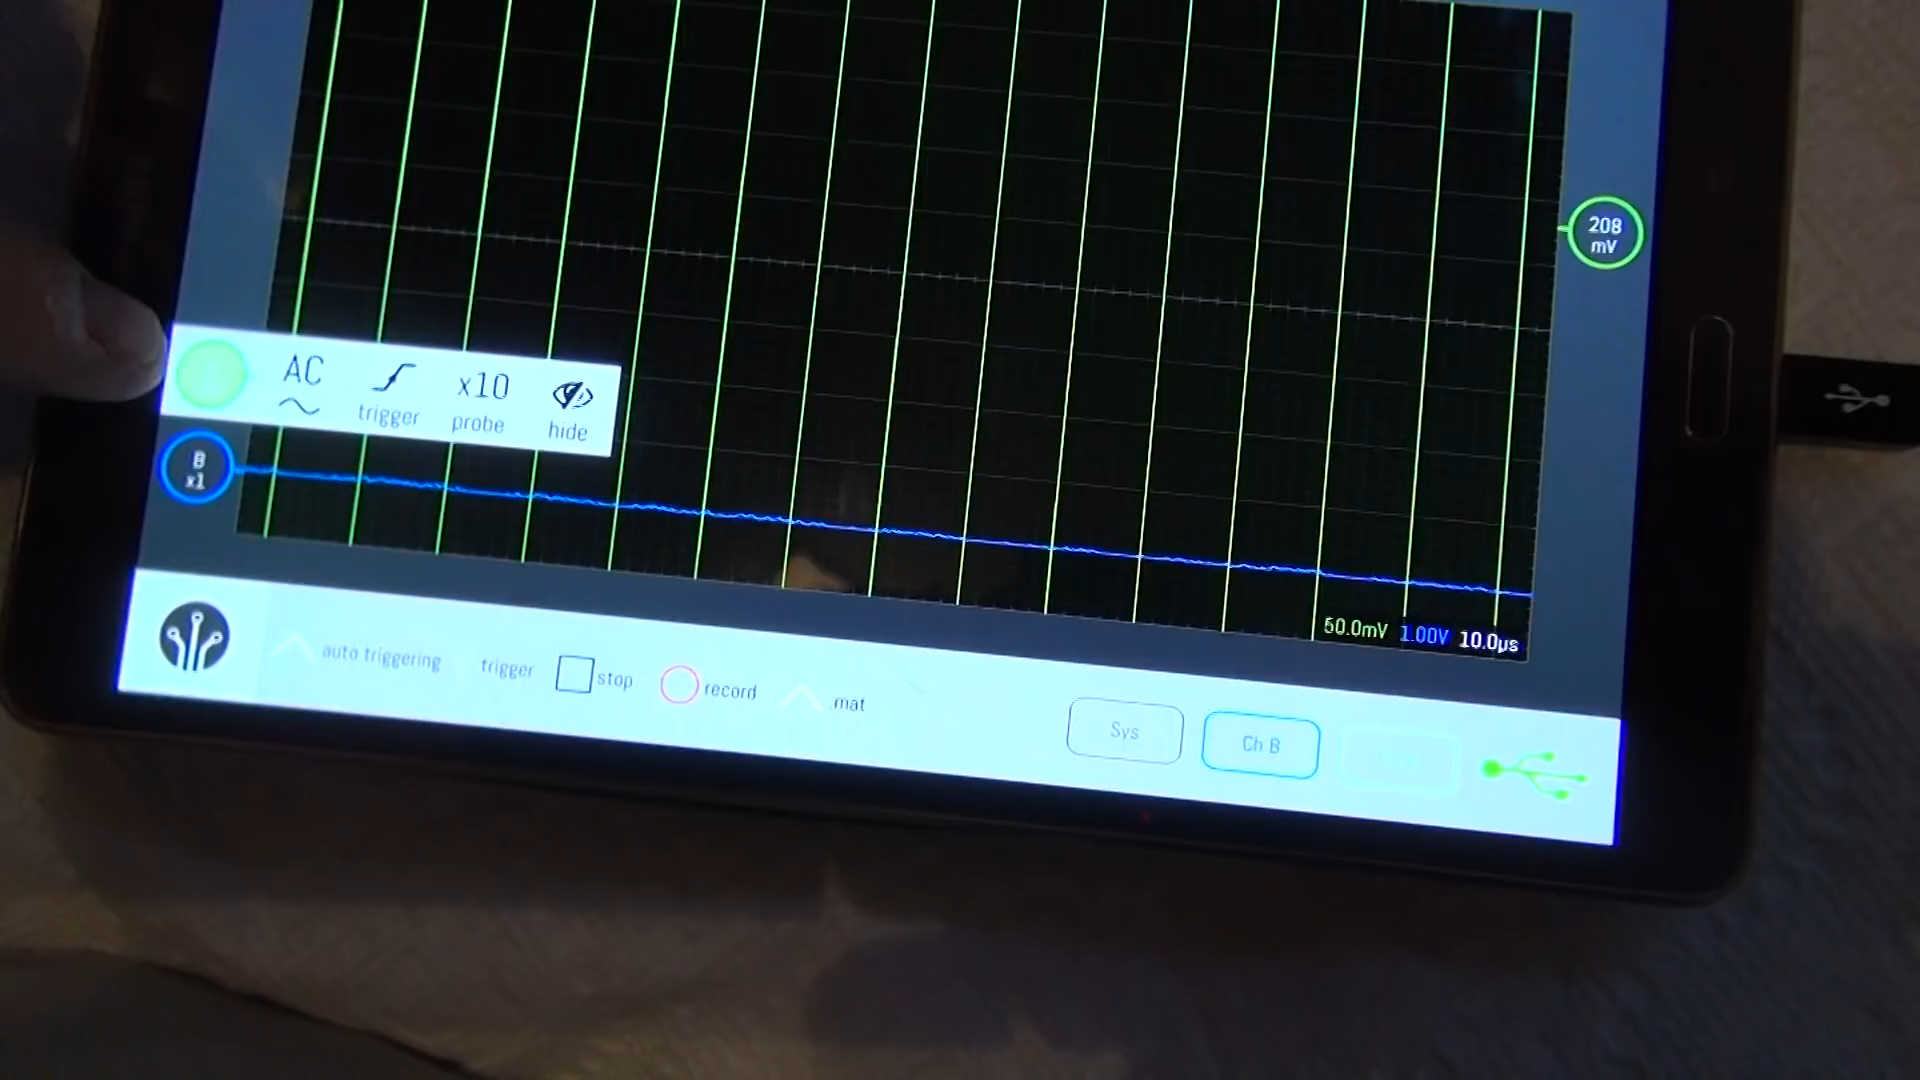 208
mV
AC
trigger
x10
probe
hide
B
x1
50.0mV 1.00V 10.0µs
auto triggering
trigger
stop
record
.mat
Sys
Ch B